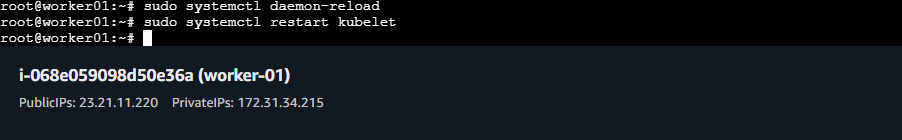 root@worker01:~# sudo systemctl daemon-reload
root@worker01:~# sudo systemctl restart kubelet
root@worker01:~#
i-068e059098d50e36a (worker-01)
PublicIPs: 23.21.11.220 PrivateIPs: 172.31.34.215